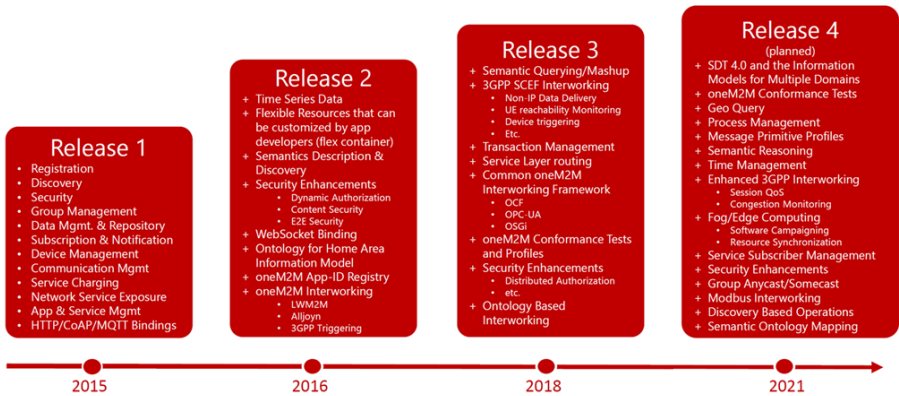 Release 1
• Registration
• Discovery
• Security
• Group Management
• Data Mgmt. & Repository
• Subscription & Notification
• Device Management
• Communication Mgmt
• Service Charging
• Network Service Exposure
• App & Service Mgmt
• HTTP/CoAP/MQTT Bindings
2015
Release 2
+ Time Series Data
+ Flexible Resources that can
be customized by app
developers (flex container)
+ Semantics Description &
Discovery
+ Security Enhancements
• Dynamic Authorization
• Content Security
• E2E Security
+ WebSocket Binding
+ Ontology for Home Area
Information Model
+ oneM2M App-ID Registry
+ oneM2M Interworking
• LWM2M
• Alljoyn
• 3GPP Triggering
2016
Release 3
+ Semantic Querying/Mashup
+ 3GPP SCEF Interworking
• Non-IP Data Delivery
• UE reachability Monitoring
• Device triggering
• Etc.
+ Transaction Management
+ Service Layer routing
+ Common oneM2M
Interworking Framework
• OCF
• OPC-UA
• OSGi
+ oneM2M Conformance Tests
and Profiles
+ Security Enhancements
• Distributed Authorization
• etc.
+ Ontology Based
Interworking
2018
Release 4
(planned)
+ SDT 4.0 and the Information
Models for Multiple Domains
+ oneM2M Conformance Tests
+ Geo Query
+ Process Management
+ Message Primitive Profiles
+ Semantic Reasoning
+ Time Management
+ Enhanced 3GPP Interworking
• Session QoS
• Congestion Monitoring
+ Fog/Edge Computing
• Software Campaigning
• Resource Synchronization
+ Service Subscriber Management
+ Security Enhancements
+ Group Anycast/Somecast
+ Modbus Interworking
+ Discovery Based Operations
+ Semantic Ontology Mapping
2021